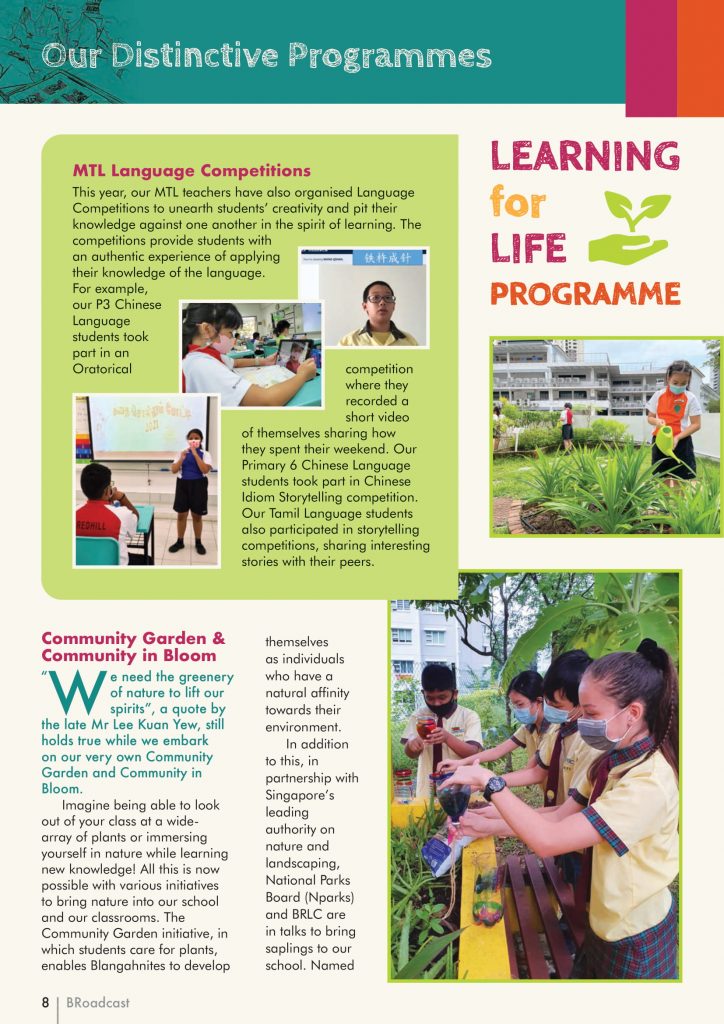 Our Distinctive Programmes
MTL Language Competitions
This year, our MTL teachers have also organised Language
Competitions to unearth students' creativity and pit their
knowledge against one another in the spirit of learning. The
competitions provide students with
an authentic experience of applying
their knowledge of the language.
For example,
our P3 Chinese
Language
students took
part in an
Oratorical
competition
where they
recorded a
short video
of themselves sharing how
they spent their weekend. Our
Primary 6 Chinese Language
students took part in Chinese
Idiom Storytelling competition.
Our Tamil Language students
also participated in storytelling
competitions, sharing interesting
stories with their peers.
铁杵成针
2021
REDHILL
LEARNING
for
LIFE
PROGRAMME
Community Garden &
Community in Bloom
"We need the greenery
of nature to lift our
spirits", a quote by
the late Mr Lee Kuan Yew, still
holds true while we embark
on our very own Community
Garden and Community in
Bloom.
Imagine being able to look
out of your class at a wide-
array of plants or immersing
yourself in nature while learning
new knowledge! All this is now
possible with various initiatives
to bring nature into our school
and our classrooms. The
Community Garden initiative, in
which students care for plants,
enables Blangahnites to develop
themselves
as individuals
who have a
natural affinity
towards their
environment.
In addition
to this, in
partnership with
Singapore's
leading
authority on
nature and
landscaping,
National Parks
Board (Nparks)
and BRLC are
in talks to bring
saplings to our
school. Named
8 BRoadcast